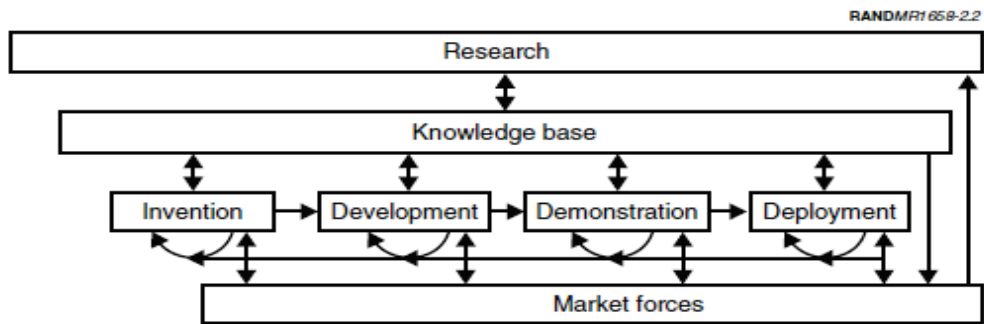 RANDMR1658-2.2
Research
Knowledge base
Invention Development Demonstration Deployment
Market forces